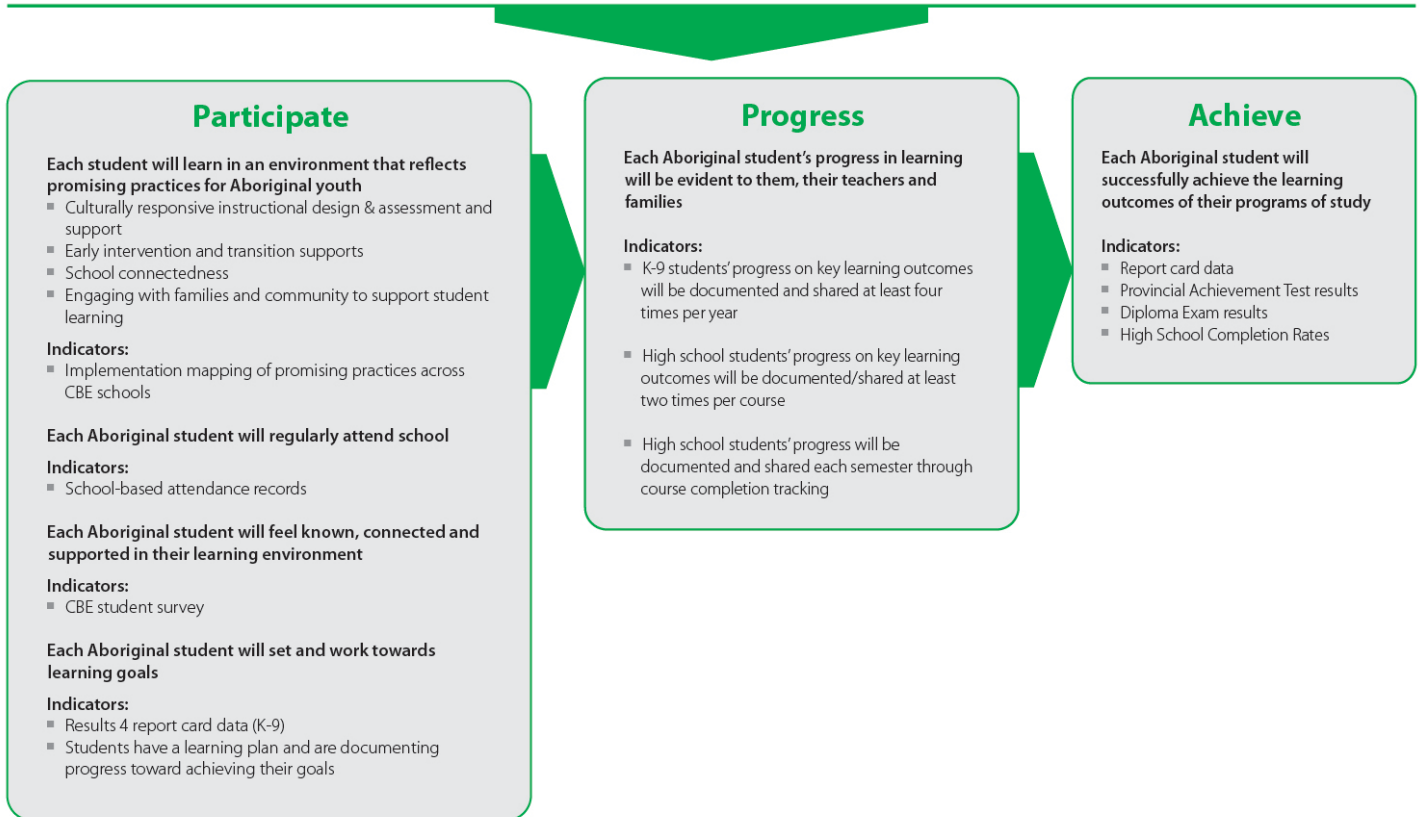 Participate
Each student will learn in an environment that reflects
promising practices for Aboriginal youth
▪ Culturally responsive instructional design & assessment and
support
▪ Early intervention and transition supports
▪ School connectedness
▪ Engaging with families and community to support student
learning
Indicators:
▪ Implementation mapping of promising practices across
CBE schools
Each Aboriginal student will regularly attend school
Indicators:
▪ School-based attendance records
Each Aboriginal student will feel known, connected and
supported in their learning environment
Indicators:
▪ CBE student survey
Each Aboriginal student will set and work towards
learning goals
Indicators:
▪ Results 4 report card data (K-9)
▪ Students have a learning plan and are documenting
progress toward achieving their goals
Progress
Each Aboriginal student’s progress in learning
will be evident to them, their teachers and
families
Indicators:
▪ K-9 students’ progress on key learning outcomes
will be documented and shared at least four
times per year
▪ High school students’ progress on key learning
outcomes will be documented/shared at least
two times per course
▪ High school students’ progress will be
documented and shared each semester through
course completion tracking
Achieve
Each Aboriginal student will
successfully achieve the learning
outcomes of their programs of study
Indicators:
▪ Report card data
▪ Provincial Achievement Test results
▪ Diploma Exam results
▪ High School Completion Rates